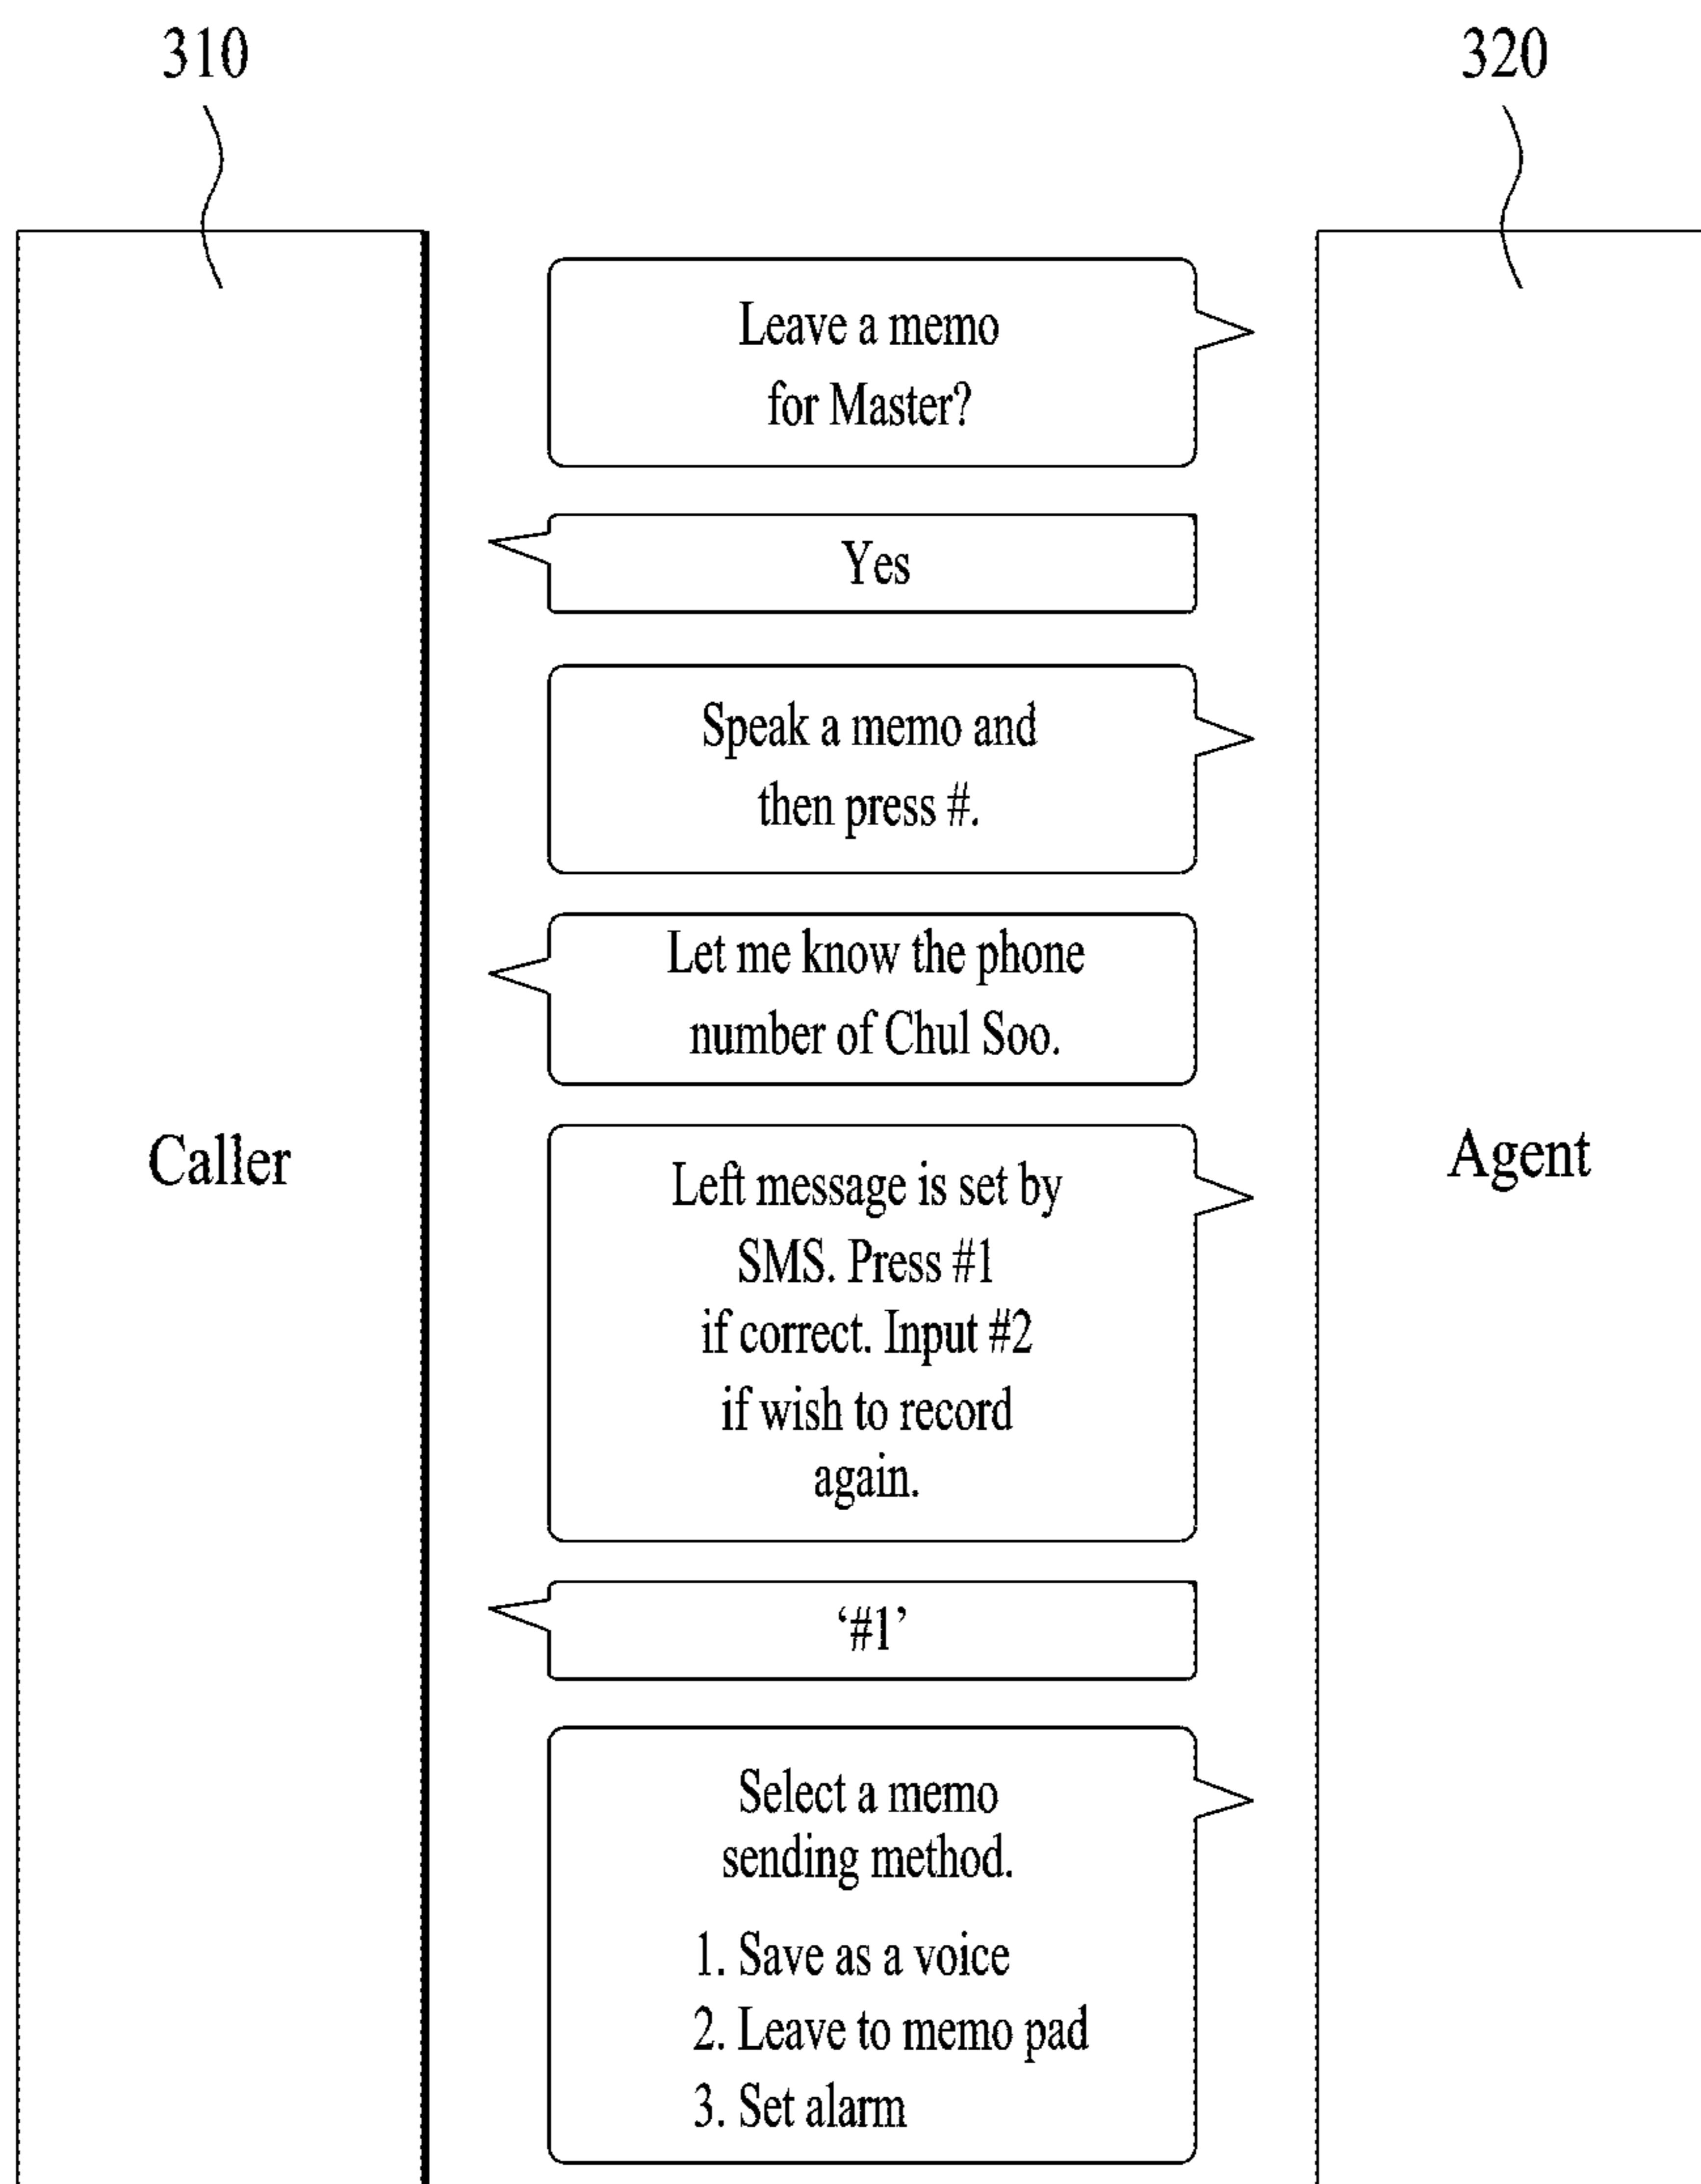 310
320
Leave a memo
for Master?
Yes
Speak a memo and
then press #.
Let me know the phone
number of Chul Soo.
Caller
Agent
Left message is set by
SMS. Press #1
if correct. Input #2
if wish to record
again.
‘#1’
Select a memo
sending method.
1. Save as a voice
2. Leave to memo pad
3. Set alarm